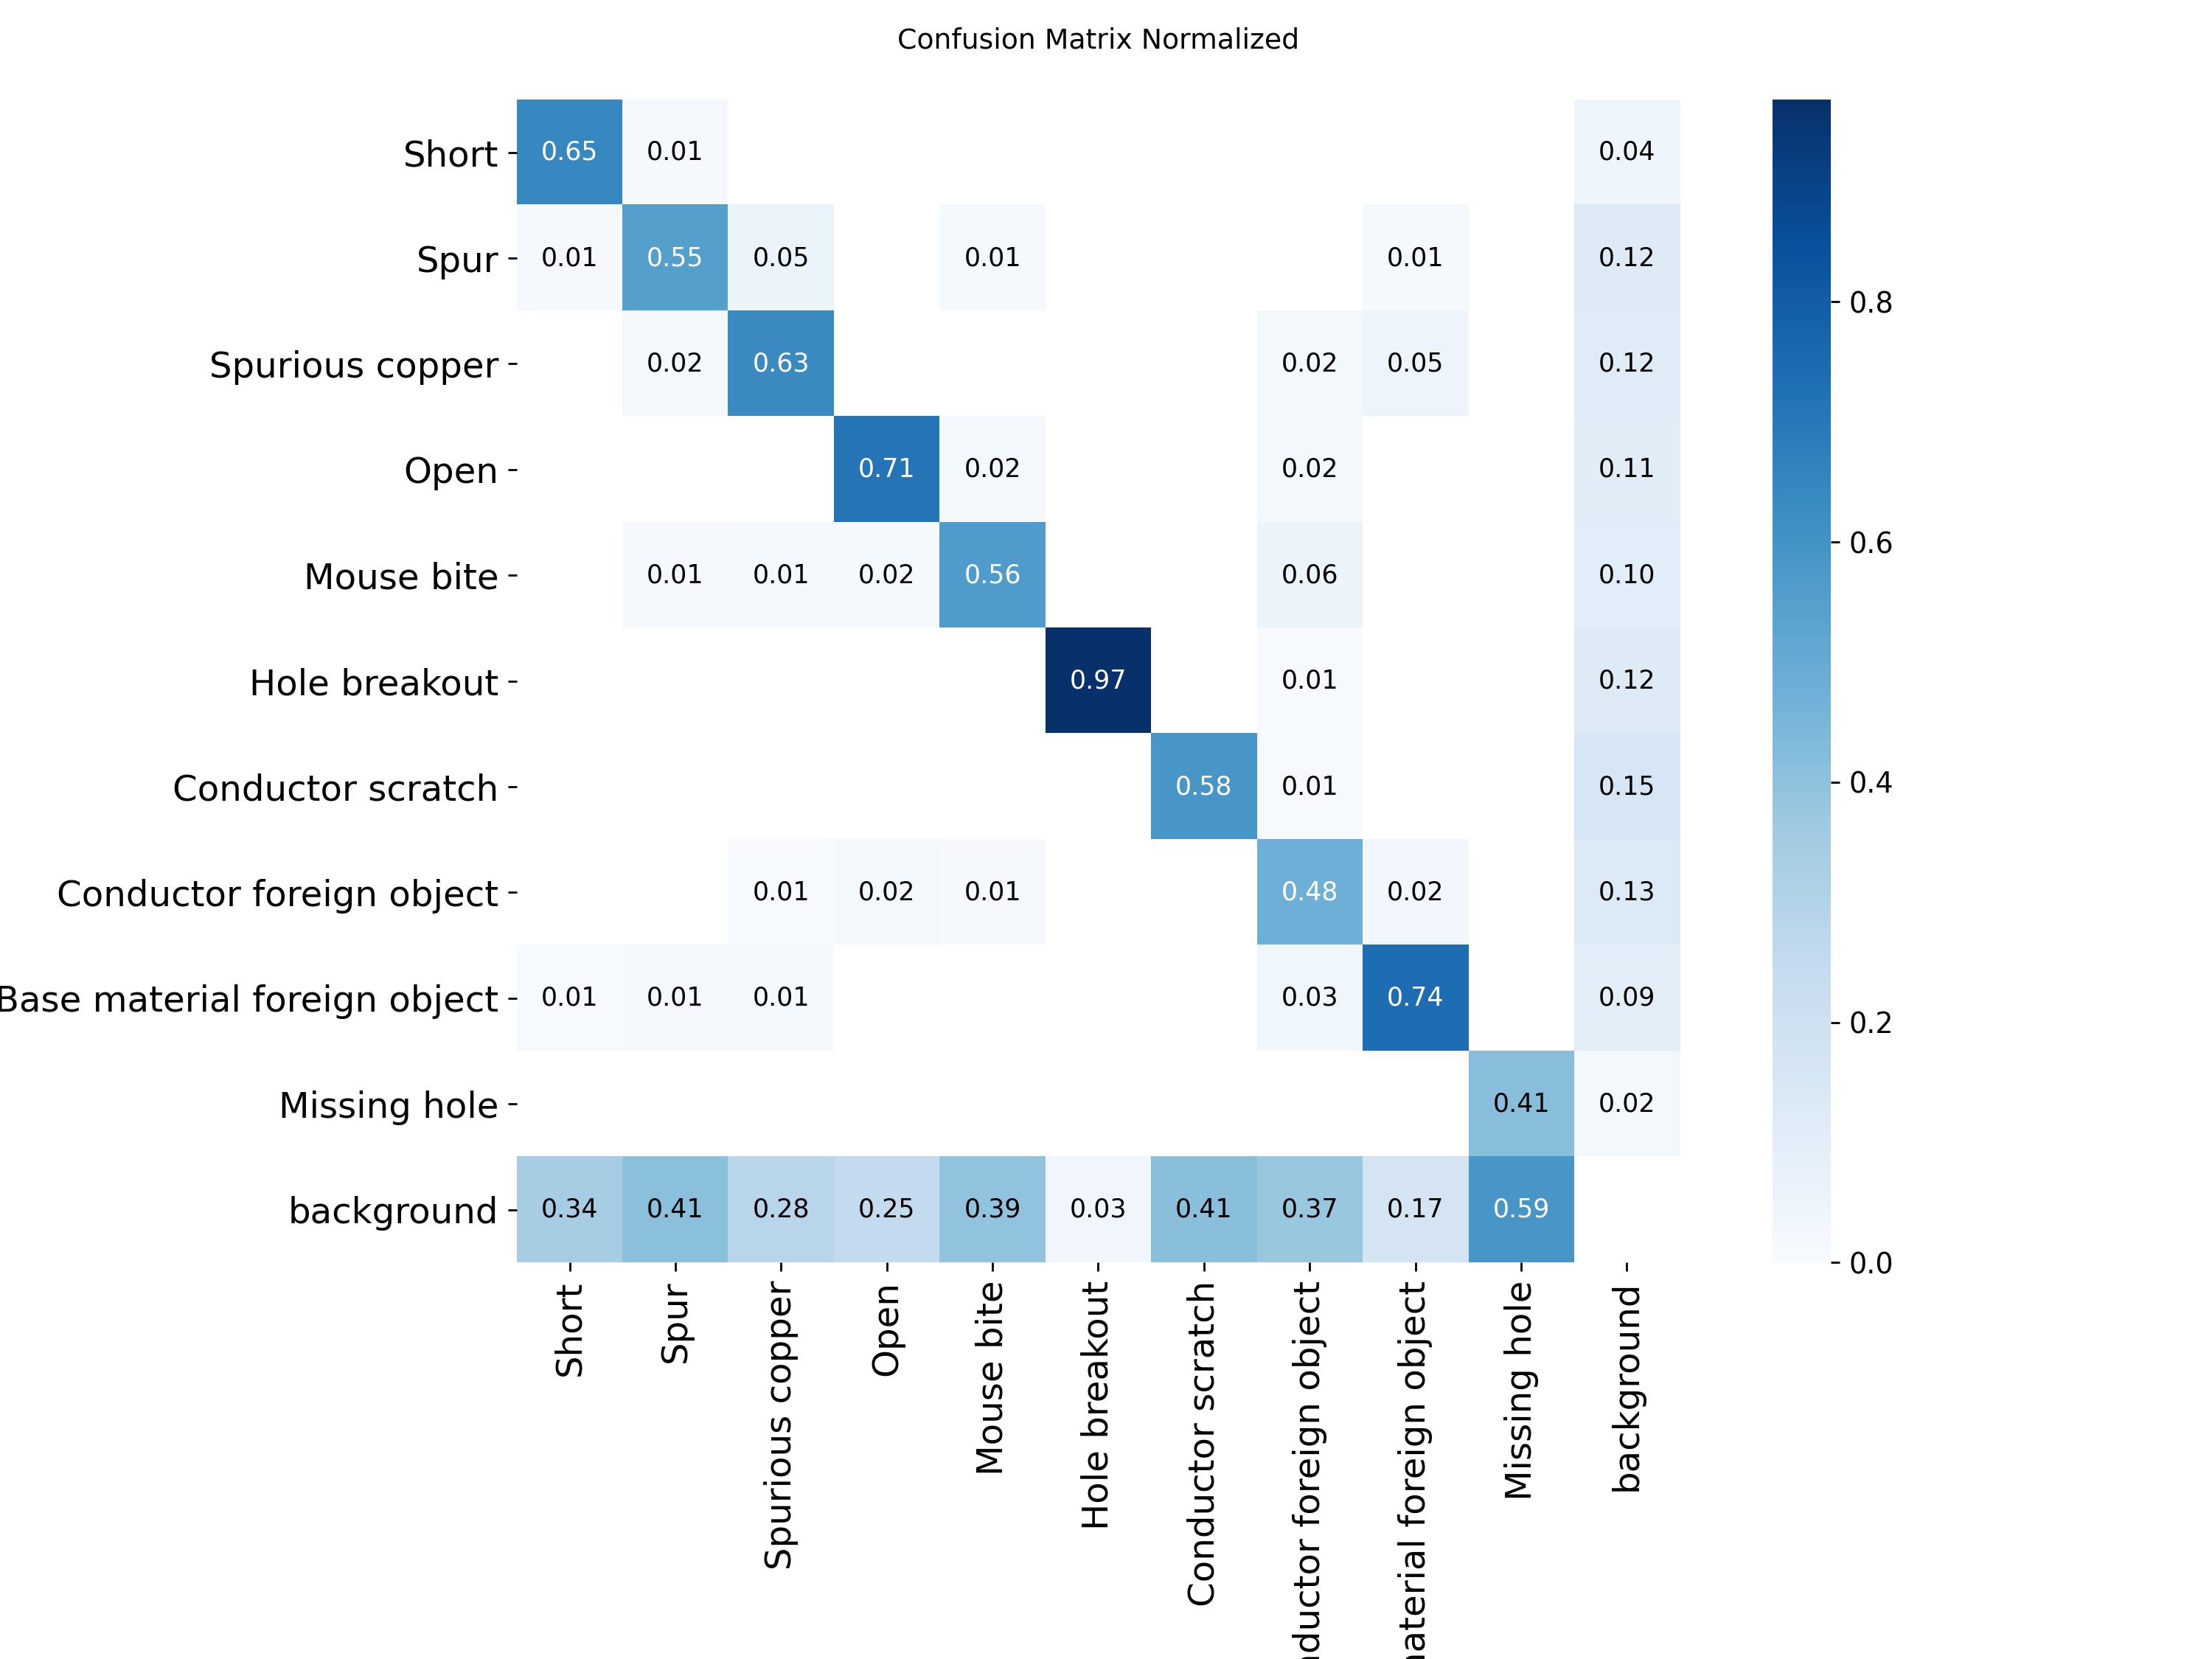 Confusion Matrix Normalized
Short 0.65 0.01 0.04
Spur 0.01 0.55 0.05 0.01 0.01 0.12
Spurious copper 0.02 0.63 0.02 0.05 0.12
Open 0.71 0.02 0.02 0.11
Mouse bite 0.01 0.01 0.02 0.56 0.06 0.10
Hole breakout 0.97 0.01 0.12
Conductor scratch 0.58 0.01 0.15
Conductor foreign object 0.01 0.02 0.01 0.48 0.02 0.13
Base material foreign object 0.01 0.01 0.01 0.03 0.74 0.09
Missing hole 0.41 0.02
background 0.34 0.41 0.28 0.25 0.39 0.03 0.41 0.37 0.17 0.59
0.8
0.6
0.4
0.2
0.0
Short
Spur
Spurious copper
Open
Mouse bite
Hole breakout
Conductor scratch
nductor foreign object
material foreign object
Missing hole
background